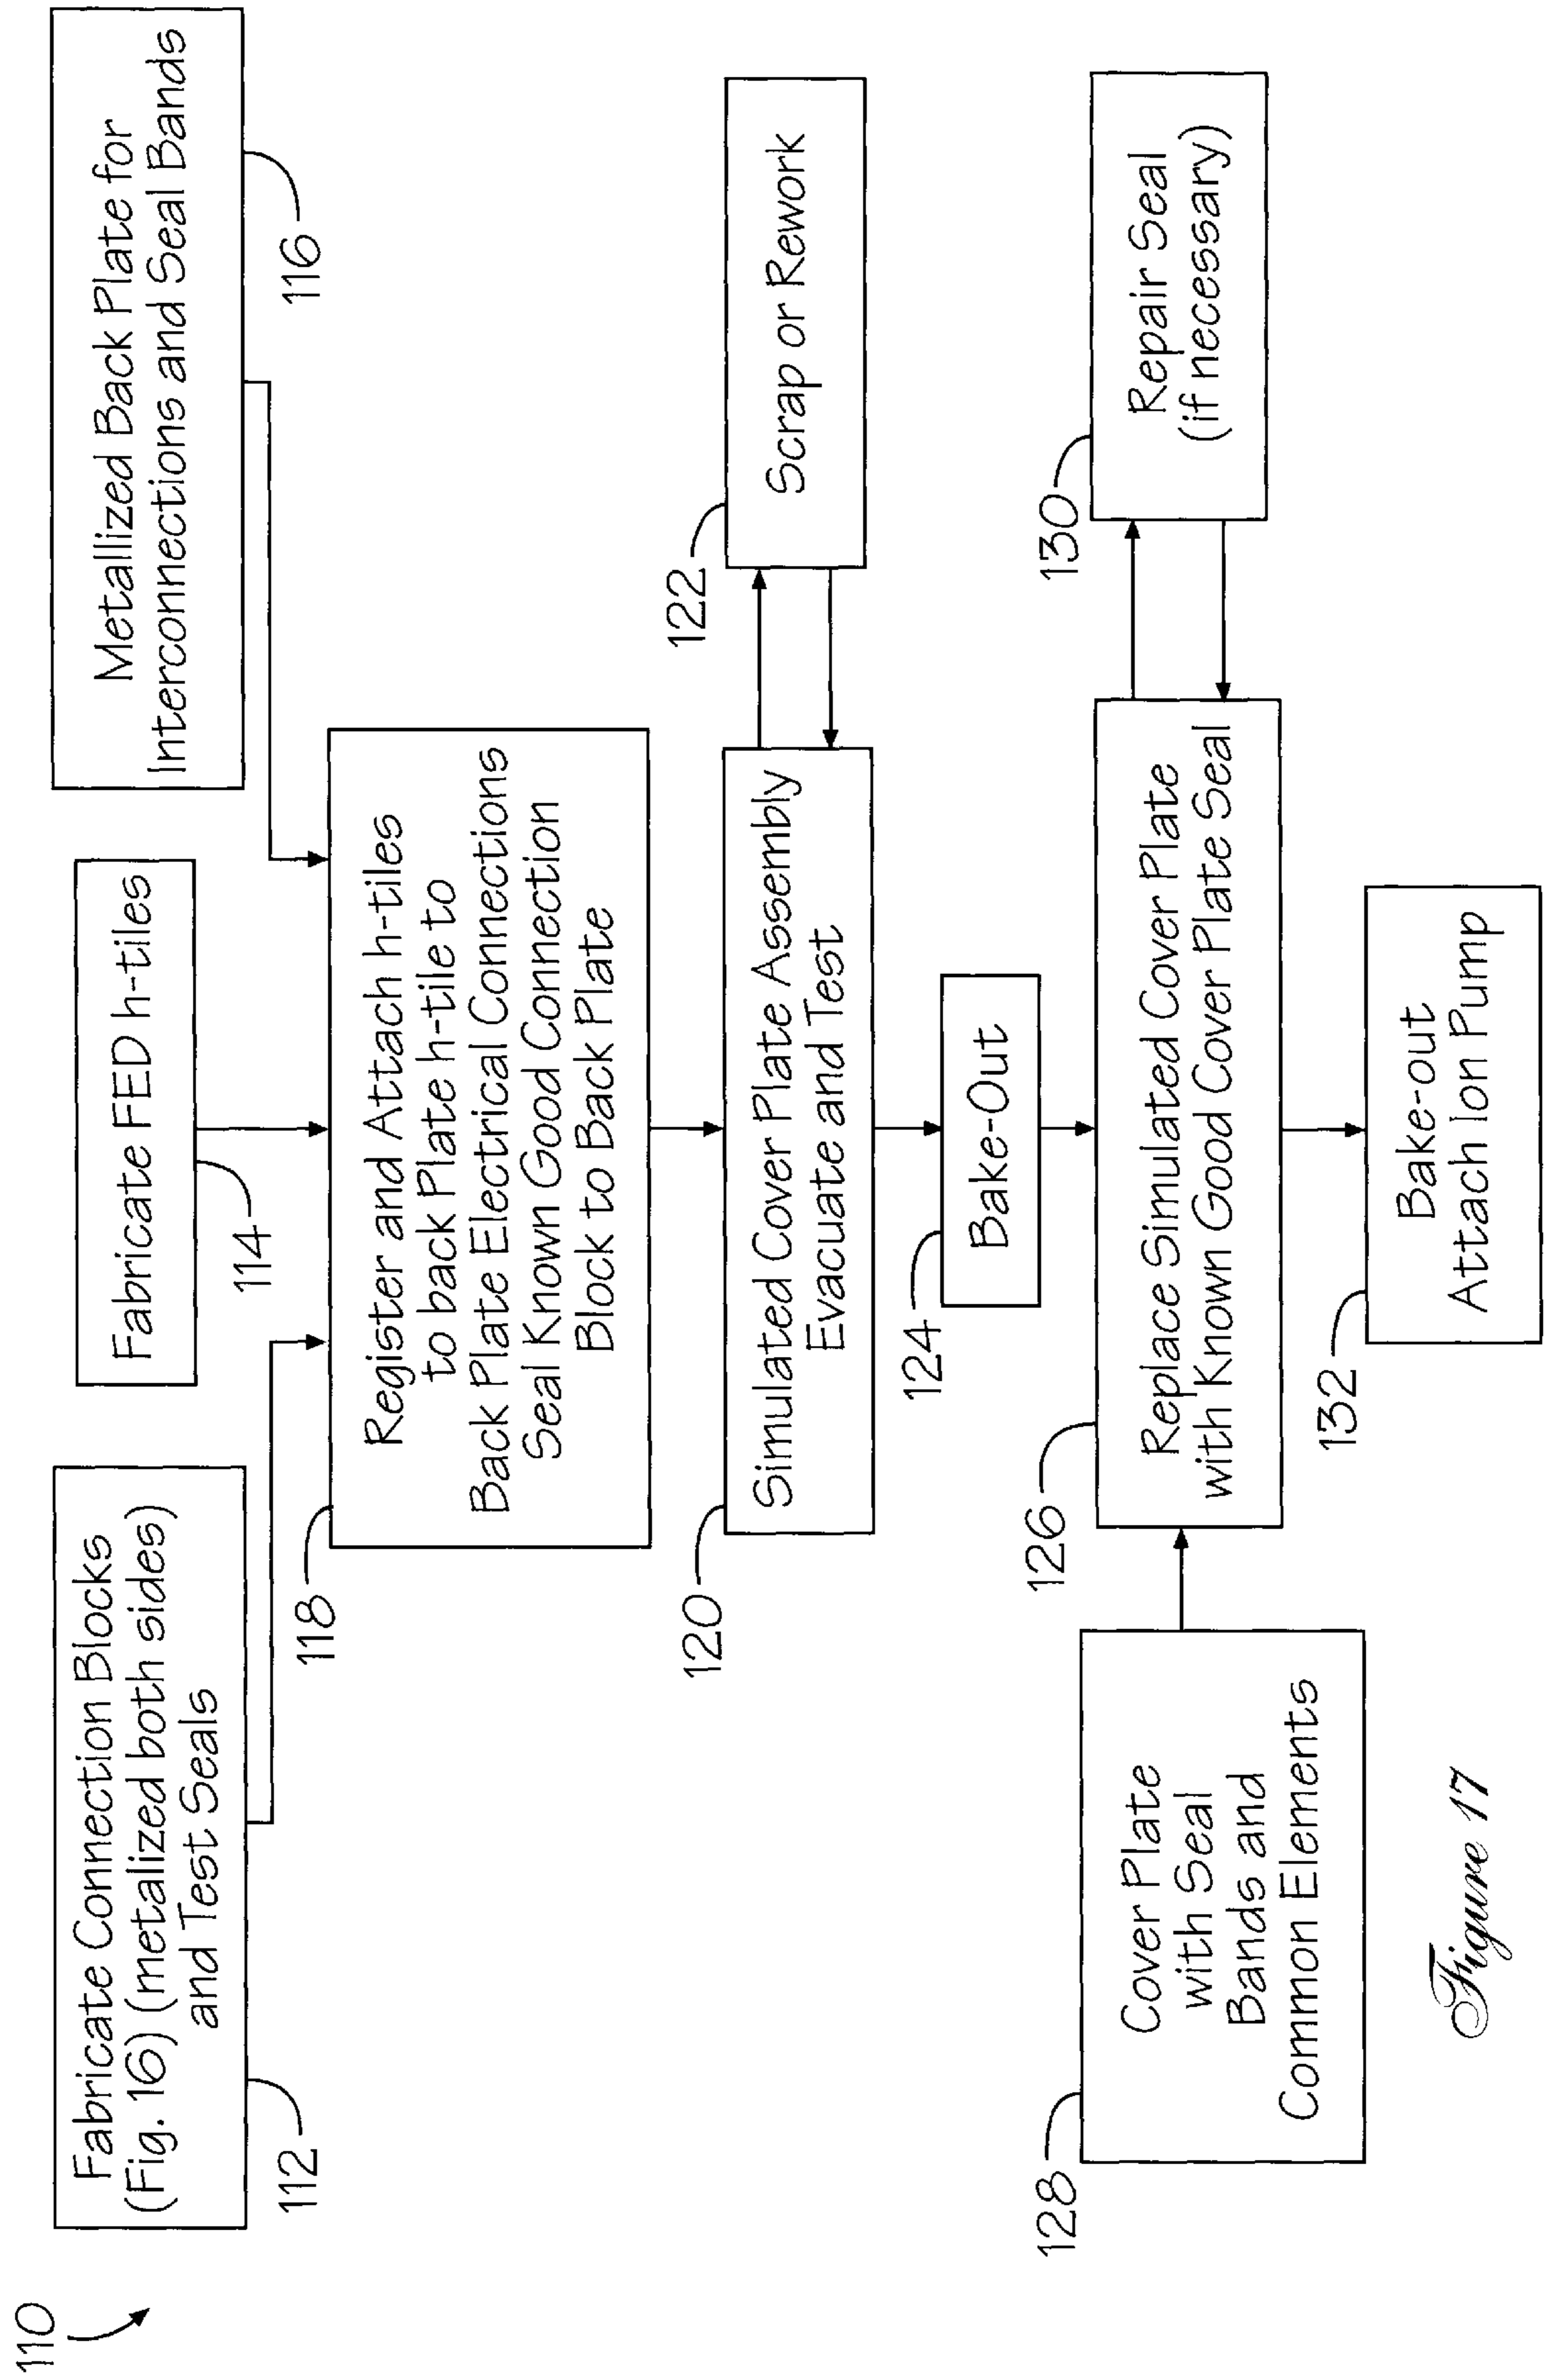 110
Fabricate Connection Blocks
(Fig. 16) (metalized both sides)
and Test Seals
112
Fabricate FED h-tiles
114
Metallized Back Plate for
Interconnections and Seal Bands
116
Register and Attach h-tiles
to back Plate h-tile to
Back Plate Electrical Connections
Seal Known Good Connection
Block to Back Plate
118
Simulated Cover Plate Assembly
Evacuate and Test
120
Scrap or Rework
122
Bake-Out
124
Replace Simulated Cover Plate
with Known Good Cover Plate Seal
126
Cover Plate
with Seal
Bands and
Common Elements
128
Repair Seal
(if necessary)
130
Bake-out
Attach Ion Pump
132
Figure 17